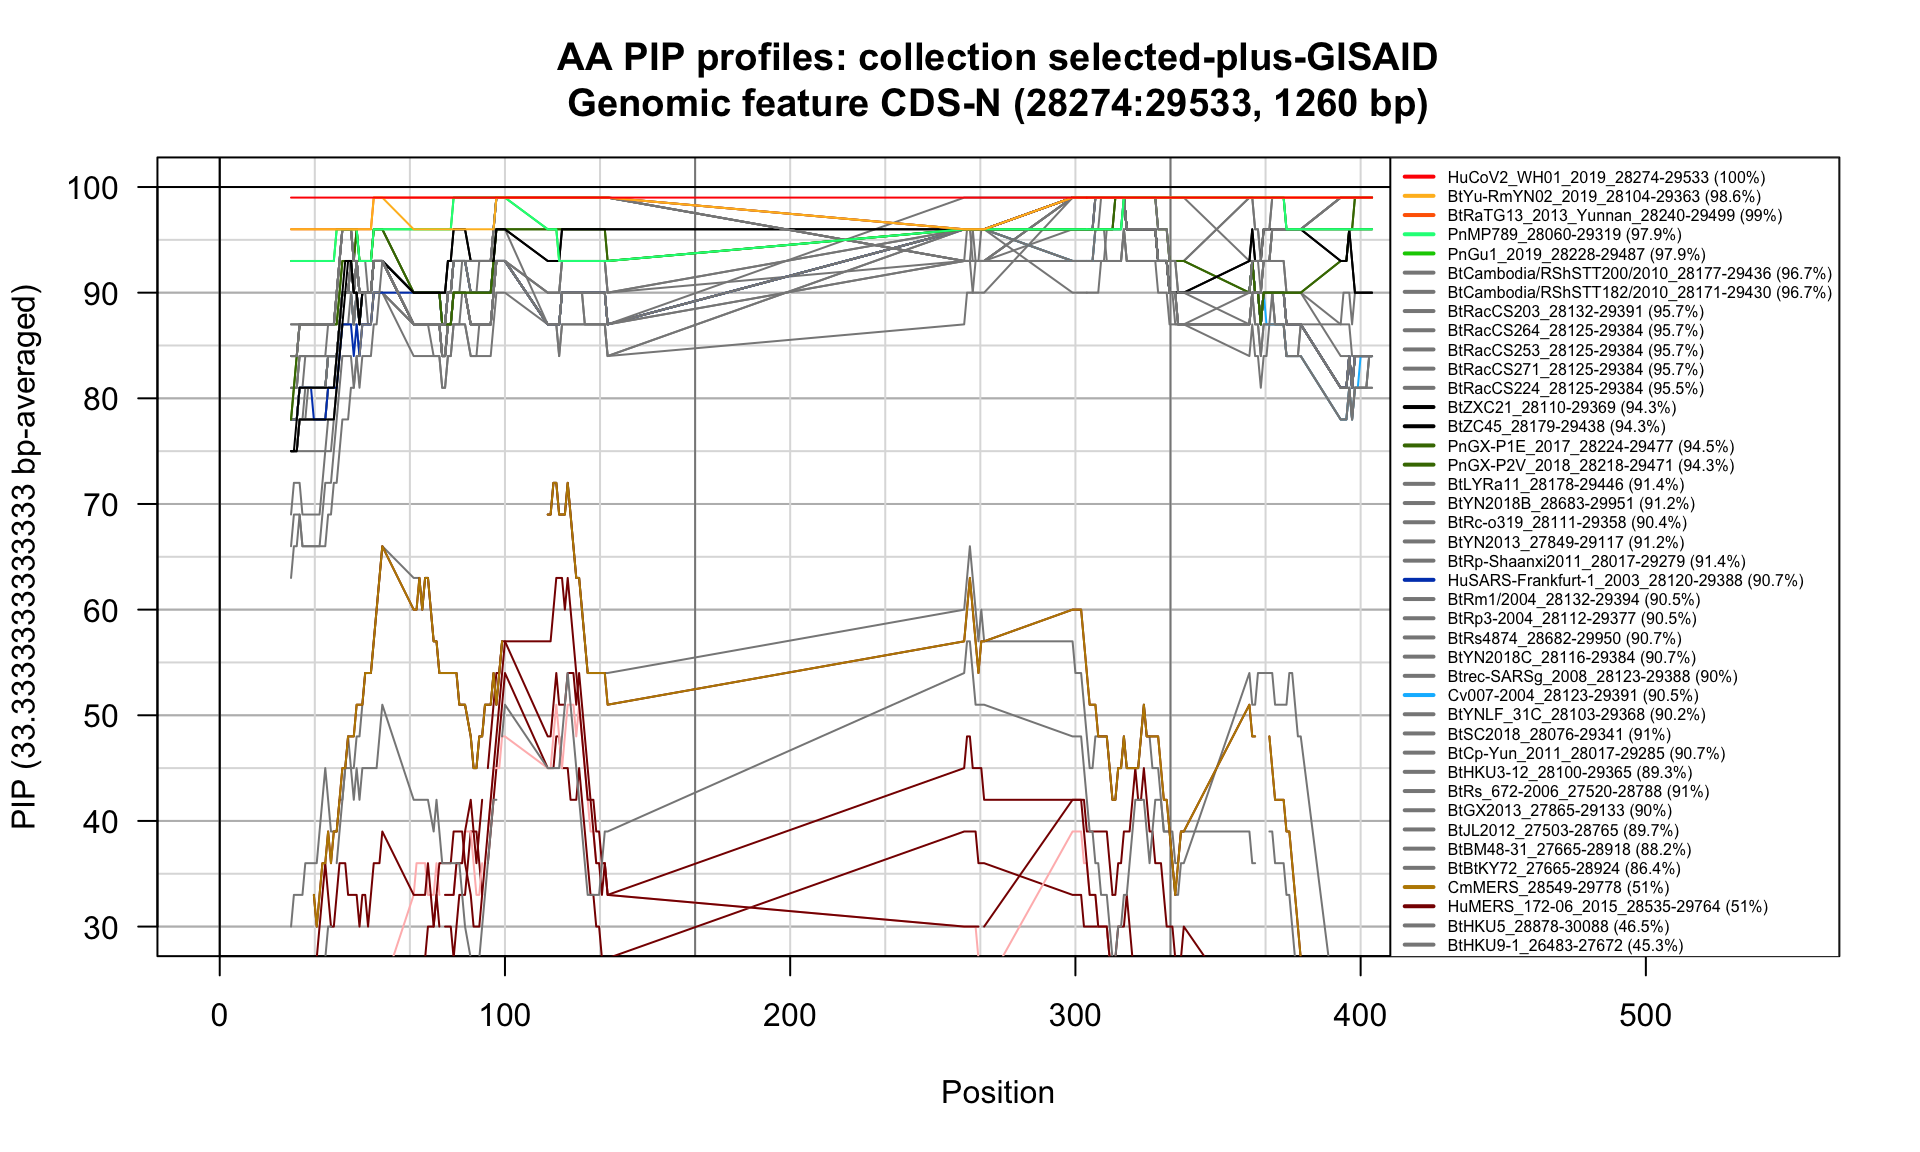 AA PIP profiles: collection selected-plus-GISAID
Genomic feature CDS-N (28274:29533, 1260 bp)
PIP (33.3333333333333 bp-averaged)
100
90
80
70
60
50
40
30
0
100
200
300
400
500
Position
HuCoV2_WH01_2019_28274-29533 (100%)
BtYu-RmYN02_2019_28104-29363 (98.6%)
BtRaTG13_2013_Yunnan_28240-29499 (99%)
PnMP789_28060-29319 (97.9%)
PnGu1_2019_28228-29487 (97.9%)
BtCambodia/RShSTT200/2010_28177-29436 (96.7%)
BtCambodia/RShSTT182/2010_28171-29430 (96.7%)
BtRacCS203_28132-29391 (95.7%)
BtRacCS264_28125-29384 (95.7%)
BtRacCS253_28125-29384 (95.7%)
BtRacCS271_28125-29384 (95.7%)
BtRacCS224_28125-29384 (95.5%)
BtZXC21_28110-29369 (94.3%)
BtZC45_28179-29438 (94.3%)
PnGX-P1E_2017_28224-29477 (94.5%)
PnGX-P2V_2018_28218-29471 (94.3%)
BtLYRa11_28178-29446 (91.4%)
BtYN2018B_28683-29951 (91.2%)
BtRc-o319_28111-29358 (90.4%)
BtYN2013_27849-29117 (91.2%)
BtRp-Shaanxi2011_28017-29279 (91.4%)
HuSARS-Frankfurt-1_2003_28120-29388 (90.7%)
BtRm1/2004_28132-29394 (90.5%)
BtRp3-2004_28112-29377 (90.5%)
BtRs4874_28682-29950 (90.7%)
BtYN2018C_28116-29384 (90.7%)
Btrec-SARSg_2008_28123-29388 (90%)
Cv007-2004_28123-29391 (90.5%)
BtYNLF_31C_28103-29368 (90.2%)
BtSC2018_28076-29341 (91%)
BtCp-Yun_2011_28017-29285 (90.7%)
BtHKU3-12_28100-29365 (89.3%)
BtRs_672-2006_27520-28788 (91%)
BtGX2013_27865-29133 (90%)
BtJL2012_27503-28765 (89.7%)
BtBM48-31_27665-28918 (88.2%)
BtBtKY72_27665-28924 (86.4%)
CmMERS_28549-29778 (51%)
HuMERS_172-06_2015_28535-29764 (51%)
BtHKU5_28878-30088 (46.5%)
BtHKU9-1_26483-27672 (45.3%)